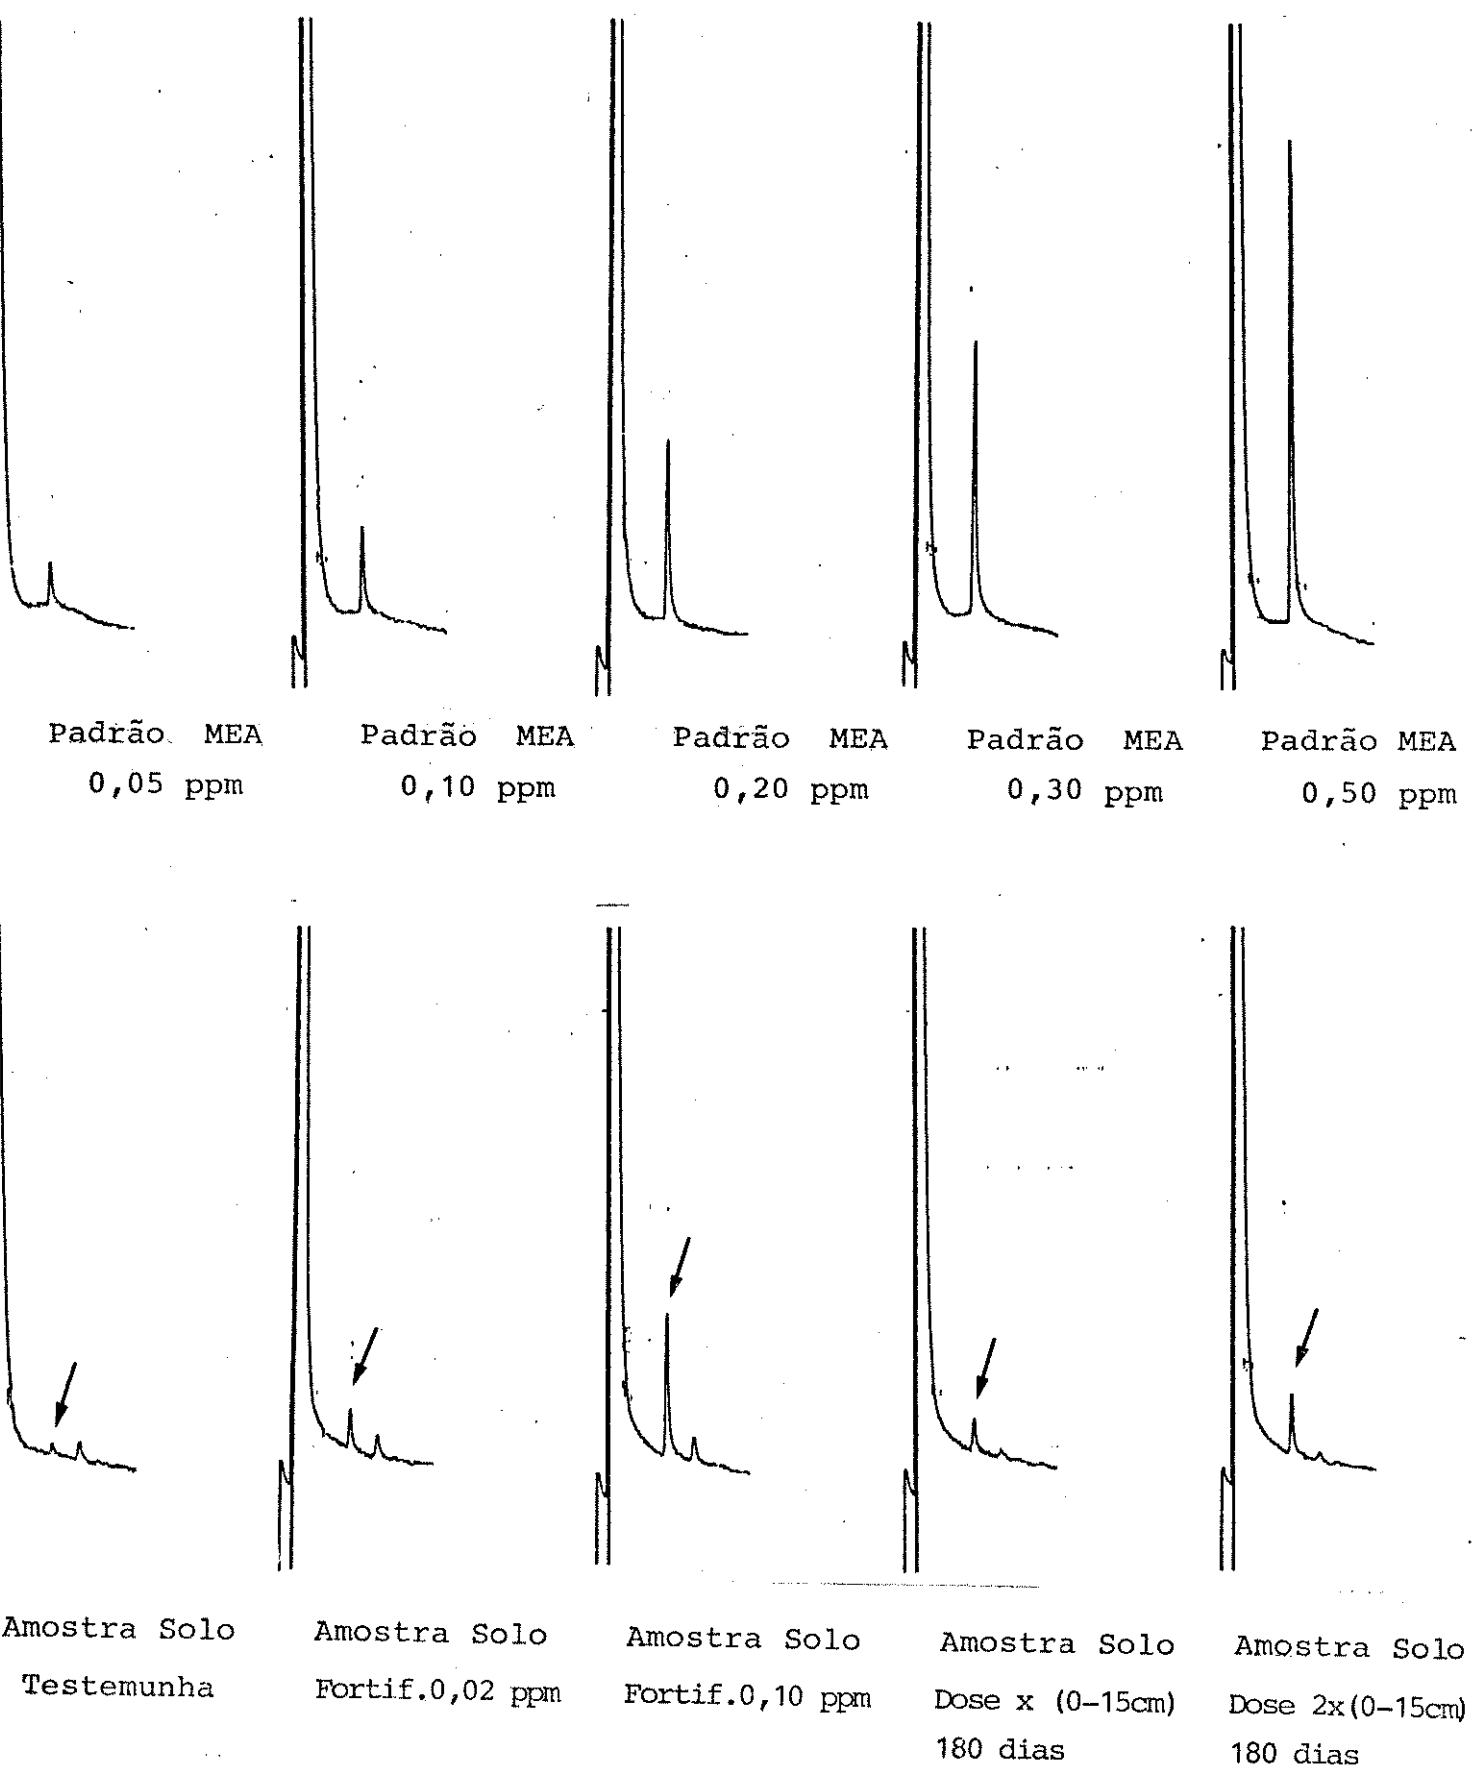 Padrão MEA
0,05 ppm
Padrão MEA
0,10 ppm
Padrão MEA
0,20 ppm
Padrão MEA
0,30 ppm
Padrão MEA
0,50 ppm
Amostra Solo
Testemunha
Amostra Solo
Fortif.0,02 ppm
Amostra Solo
Fortif.0,10 ppm
Amostra Solo
Dose x (0-15cm)
180 dias
Amostra Solo
Dose 2x(0-15cm)
180 dias